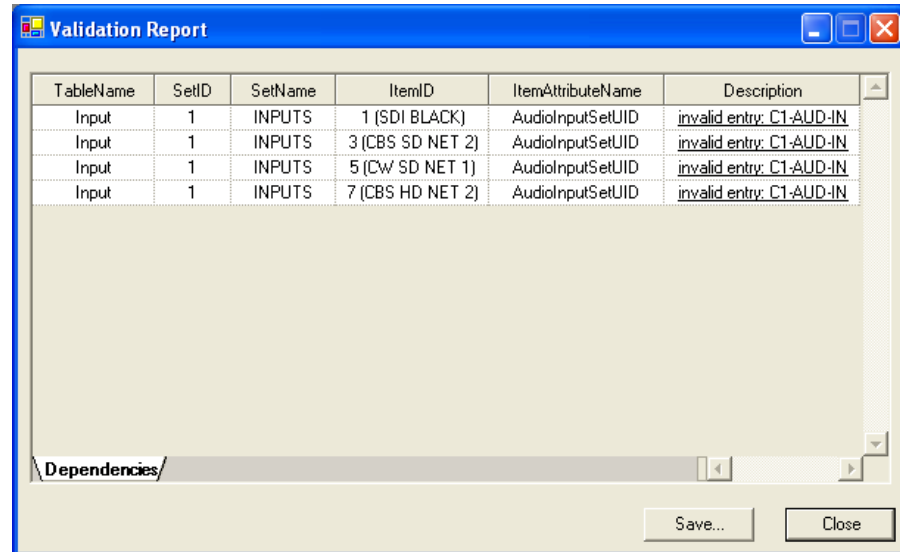 Validation Report
TableName SetID SetName ItemID ItemAttributeName Description
Input 1 INPUTS 1 (SDI BLACK) AudioInputSetUID invalid entry: C1-AUD-IN
Input 1 INPUTS 3 (CBS SD NET 2) AudioInputSetUID invalid entry: C1-AUD-IN
Input 1 INPUTS 5 (CW SD NET 1) AudioInputSetUID invalid entry: C1-AUD-IN
Input 1 INPUTS 7 (CBS HD NET 2) AudioInputSetUID invalid entry: C1-AUD-IN
Dependencies
Save... Close